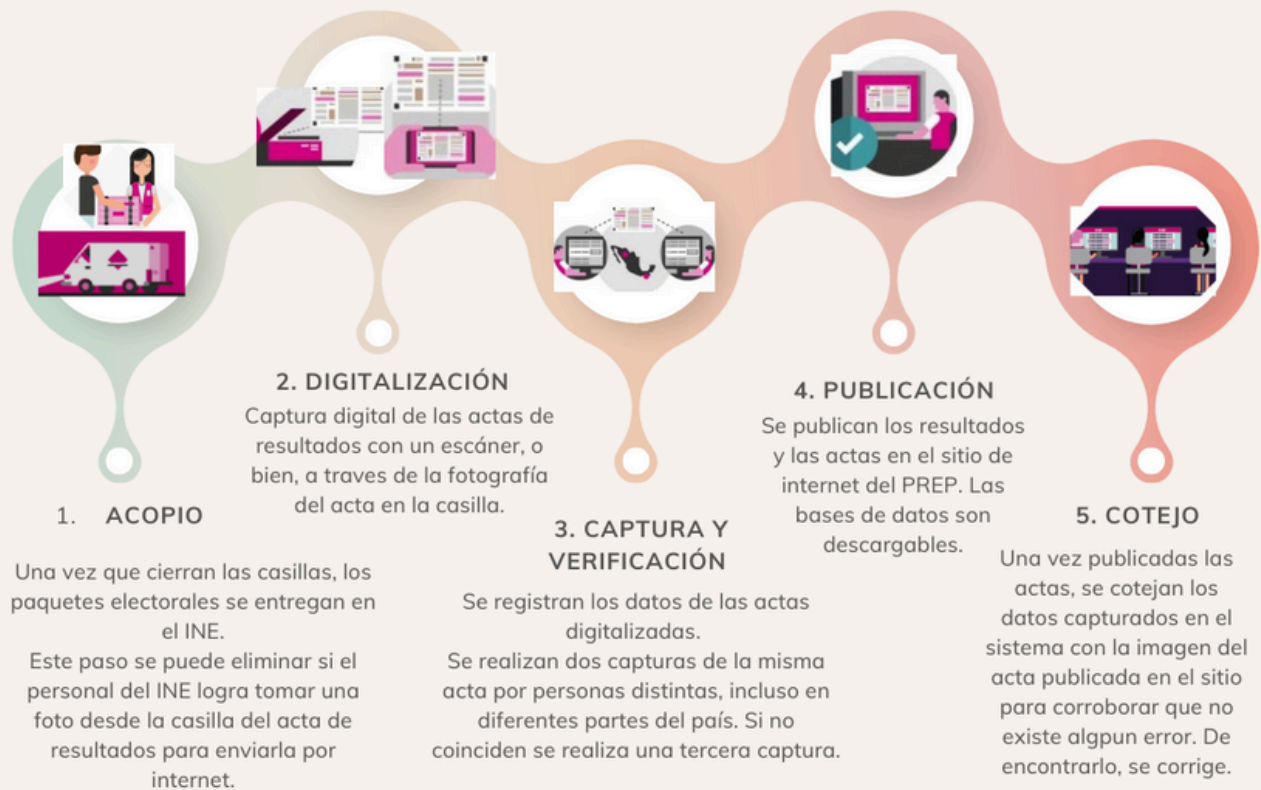 1. ACOPIO
Una vez que cierran las casillas, los
paquetes electorales se entregan en
el INE.
Este paso se puede eliminar si el
personal del INE logra tomar una
foto desde la casilla del acta de
resultados para enviarla por
internet.
2. DIGITALIZACIÓN
Captura digital de las actas de
resultados con un escáner, o
bien, a traves de la fotografía
del acta en la casilla.
3. CAPTURA Y
VERIFICACIÓN
Se registran los datos de las actas
digitalizadas.
Se realizan dos capturas de la misma
acta por personas distintas, incluso en
diferentes partes del país. Si no
coinciden se realiza una tercera captura.
4. PUBLICACIÓN
Se publican los resultados
y las actas en el sitio de
internet del PREP. Las
bases de datos son
descargables.
5. COTEJO
Una vez publicadas las
actas, se cotejan los
datos capturados en el
sistema con la imagen del
acta publicada en el sitio
para corroborar que no
existe algpun error. De
encontrarlo, se corrige.